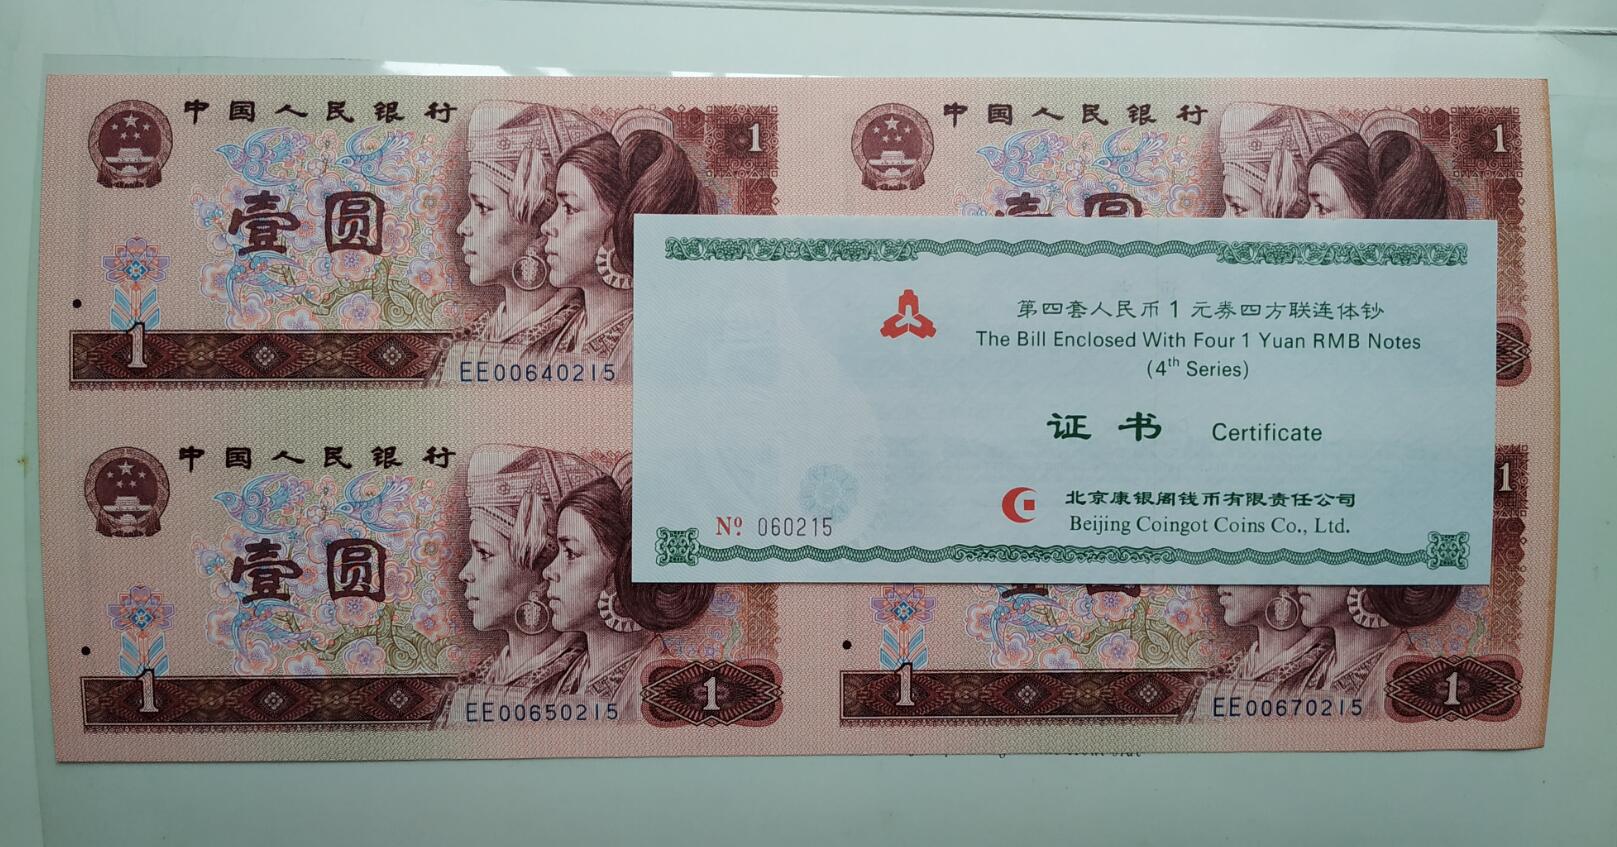 中国人民银行
1
壹圆
1
EE00640215
中国人民银行
1
中国人民银行
壹圆
1
EE00650215
1
1
1
EE00670215
1
第四套人民币1元券四方联连体钞
The Bill Enclosed With Four 1 Yuan RMB Notes
(4th Series)
证书 Certificate
北京康银阁钱币有限责任公司
Beijing Coingot Coins Co., Ltd.
Nº 060215